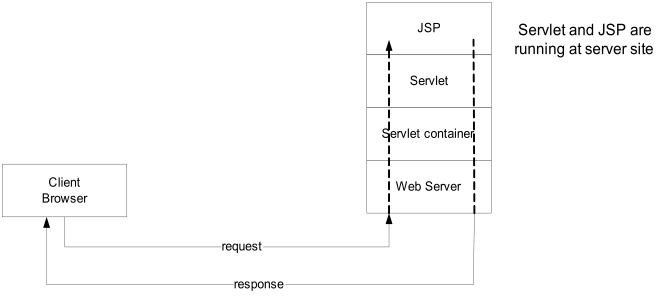 JSP
Servlet and JSP are
running at server site
Servlet
Servlet container
Web Server
Client
Browser
request
response